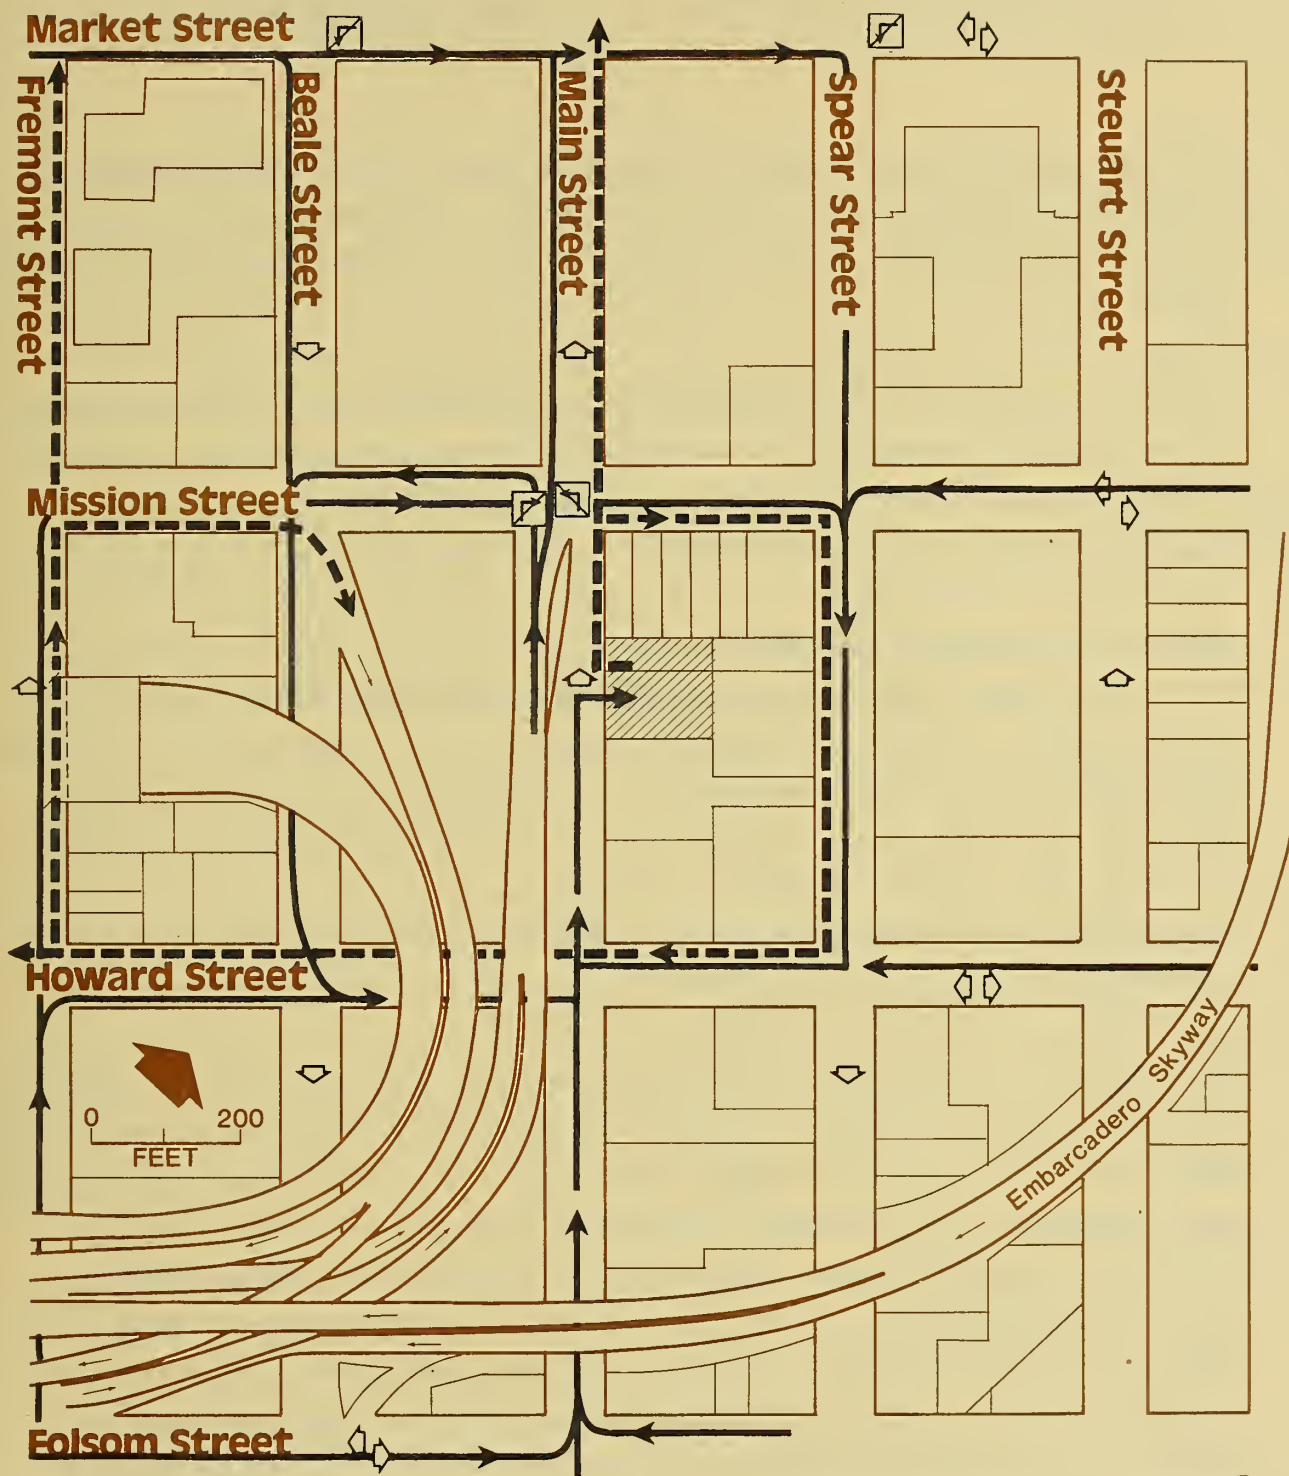 Market Street
Fremont Street
Beale Street
Main Street
Spear Street
Steuart Street
Mission Street
Howard Street
0 200
FEET
Embarcadero Skyway
Folsom Street